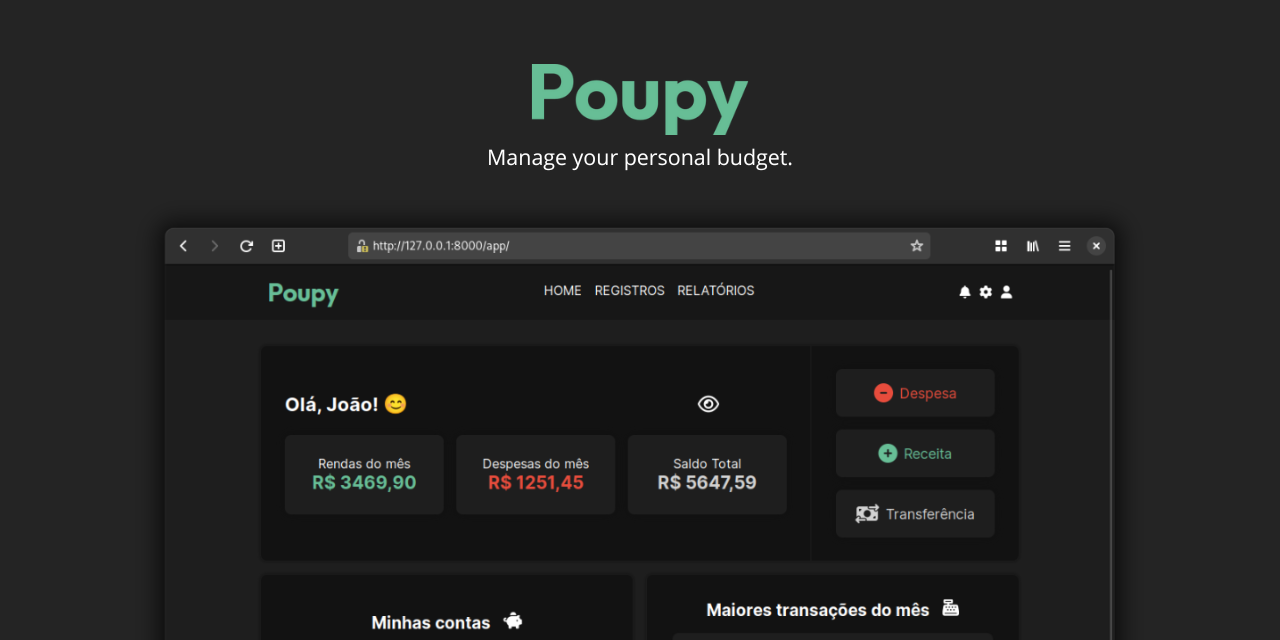 Poupy
Manage your personal budget.
http://127.0.0.1:8000/app/
Poupy
HOME REGISTROS RELATÓRIOS
Olá, João! 😊
Rendas do mês
R$ 3469,90
Despesas do mês
R$ 1251,45
Saldo Total
R$ 5647,59
Despesa
Receita
Transferência
Minhas contas
Maiores transações do mês